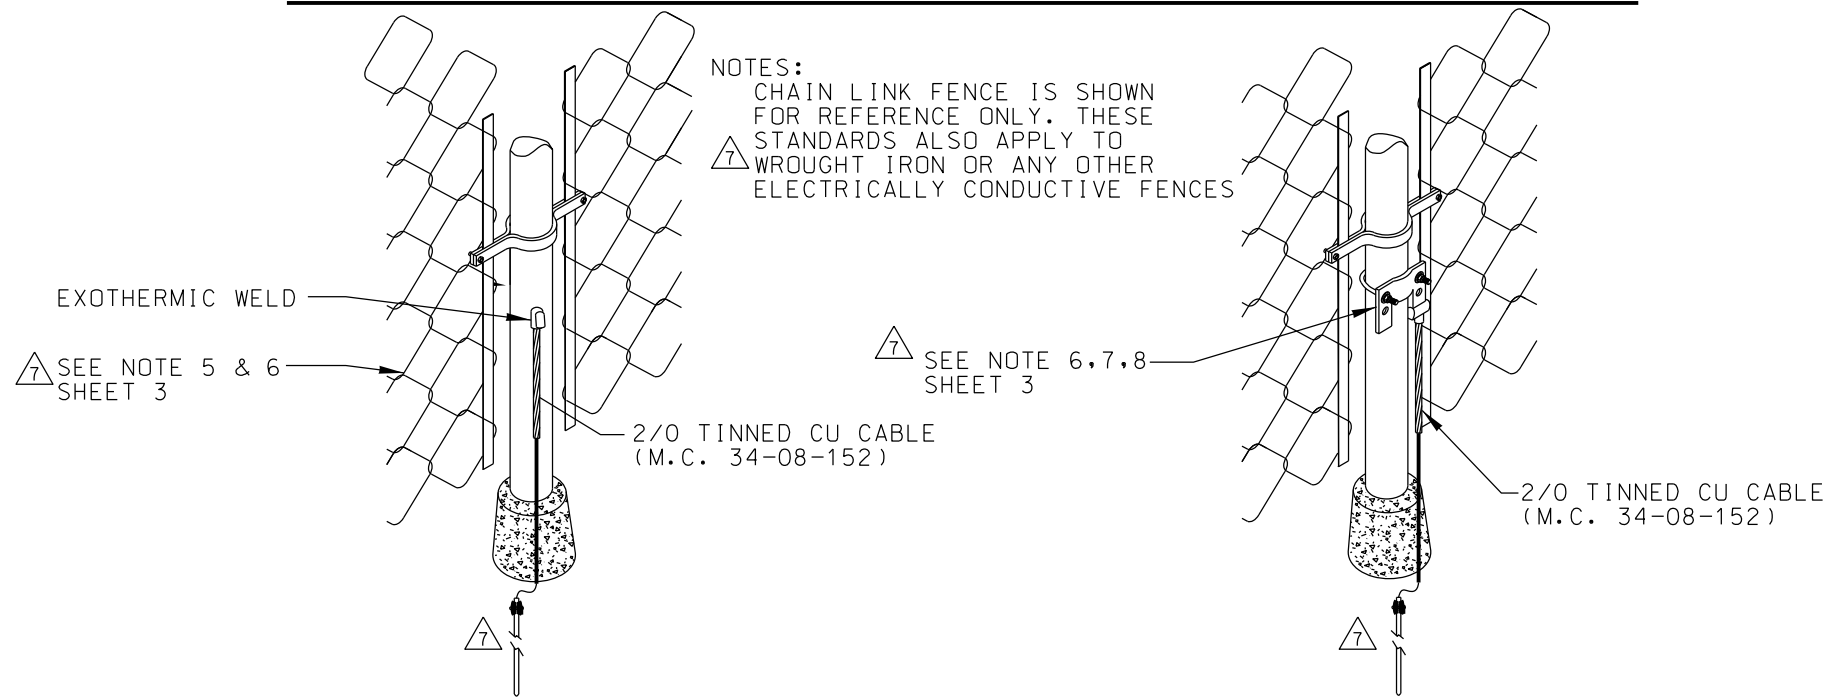 NOTES:
CHAIN LINK FENCE IS SHOWN
FOR REFERENCE ONLY. THESE
STANDARDS ALSO APPLY TO
7 WROUGHT IRON OR ANY OTHER
ELECTRICALLY CONDUCTIVE FENCES
EXOTHERMIC WELD
7 SEE NOTE 5 & 6
SHEET 3
2/0 TINNED CU CABLE
(M.C. 34-08-152)
7
7 SEE NOTE 6,7,8
SHEET 3
2/0 TINNED CU CABLE
(M.C. 34-08-152)
7